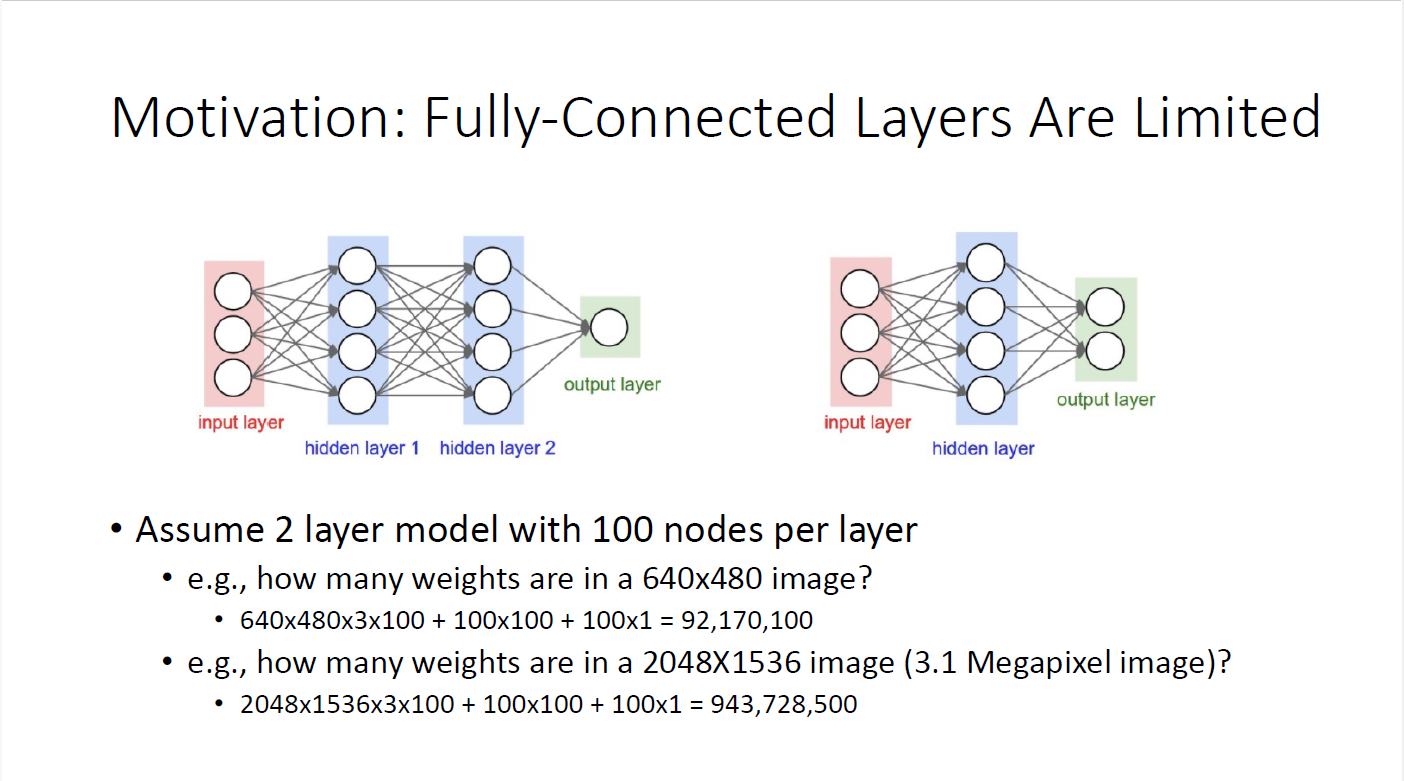 Motivation: Fully-Connected Layers Are Limited
input layer
hidden layer 1
hidden layer 2
output layer
input layer
hidden layer
output layer
• Assume 2 layer model with 100 nodes per layer
• e.g., how many weights are in a 640x480 image?
• 640x480x3x100 + 100x100 + 100x1 = 92,170,100
• e.g., how many weights are in a 2048X1536 image (3.1 Megapixel image)?
• 2048x1536x3x100 + 100x100 + 100x1 = 943,728,500